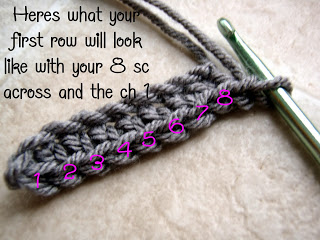 Heres what your
first row will look
like with your 8 sc
across and the ch 1
1 2 3 4 5 6 7 8